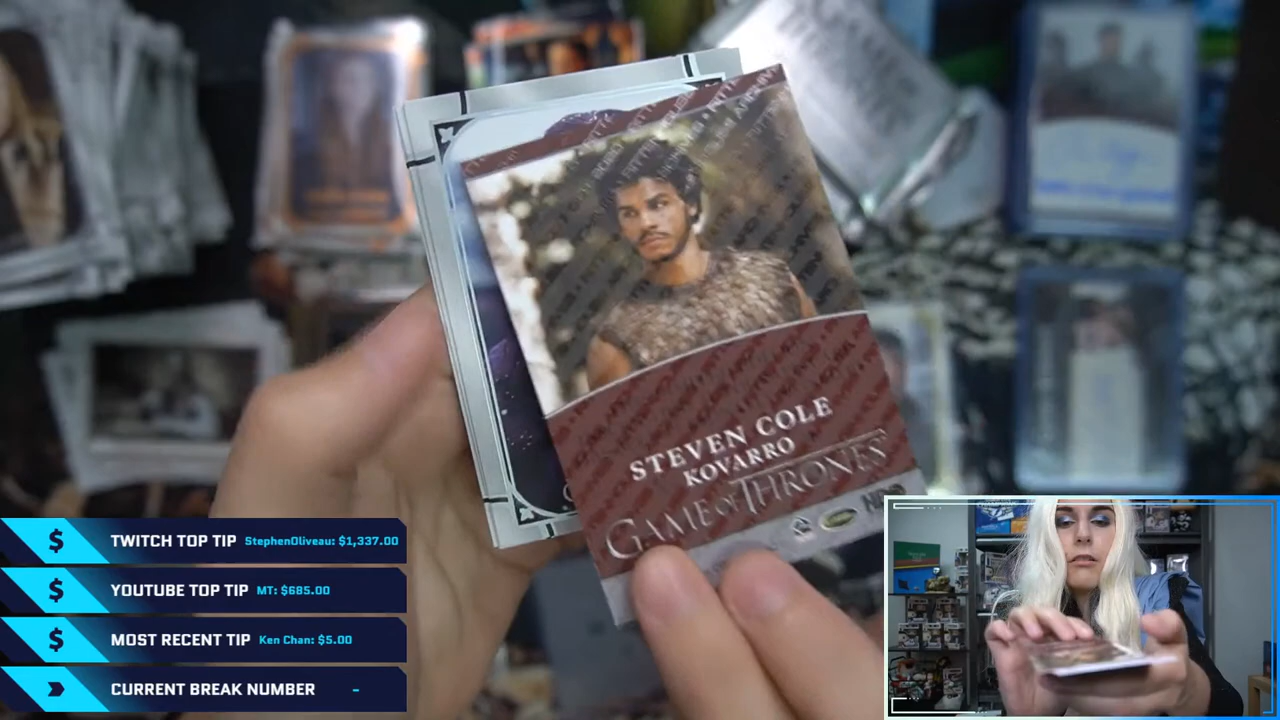 STEVEN COLE
KOVARRO
GAME OF THRONES
HBO
TWITCH TOP TIP StephenOliveau: $1,337.00
YOUTUBE TOP TIP MT: $685.00
MOST RECENT TIP Ken Chan: $5.00
CURRENT BREAK NUMBER -